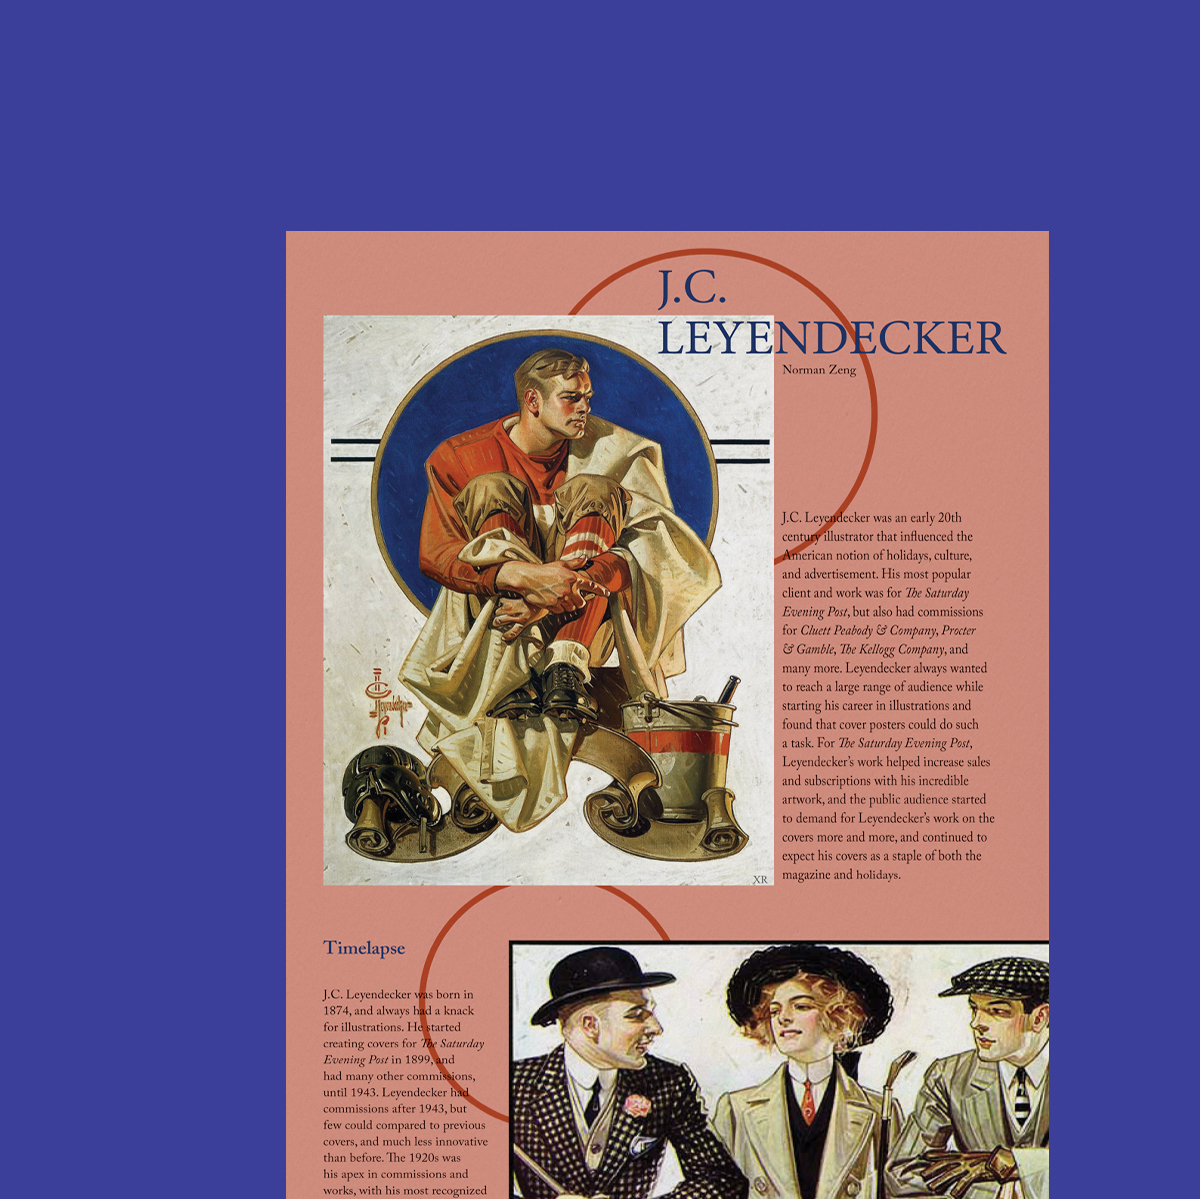 J.C.
LEYENDECKER
Norman Zeng
J.C. Leyendecker was an early 20th
century illustrator that influenced the
American notion of holidays, culture,
and advertisement. His most popular
client and work was for The Saturday
Evening Post, but also had commissions
for Cluett Peabody & Company, Procter
& Gamble, The Kellogg Company, and
many more. Leyendecker always wanted
to reach a large range of audience while
starting his career in illustrations and
found that cover posters could do such
a task. For The Saturday Evening Post,
Leyendecker's work helped increase sales
and subscriptions with his incredible
artwork, and the public audience started
to demand for Leyendecker's work on the
covers more and more, and continued to
expect his covers as a staple of both the
magazine and holidays.
JC
Leyendecker
XR
Timelapse
J.C. Leyendecker was born in
1874, and always had a knack
for illustrations. He started
creating covers for The Saturday
Evening Post in 1899, and
had many other commissions,
until 1943. Leyendecker had
commissions after 1943, but
few could compared to previous
covers, and much less innovative
than before. The 1920s was
his apex in commissions and
works, with his most recognized